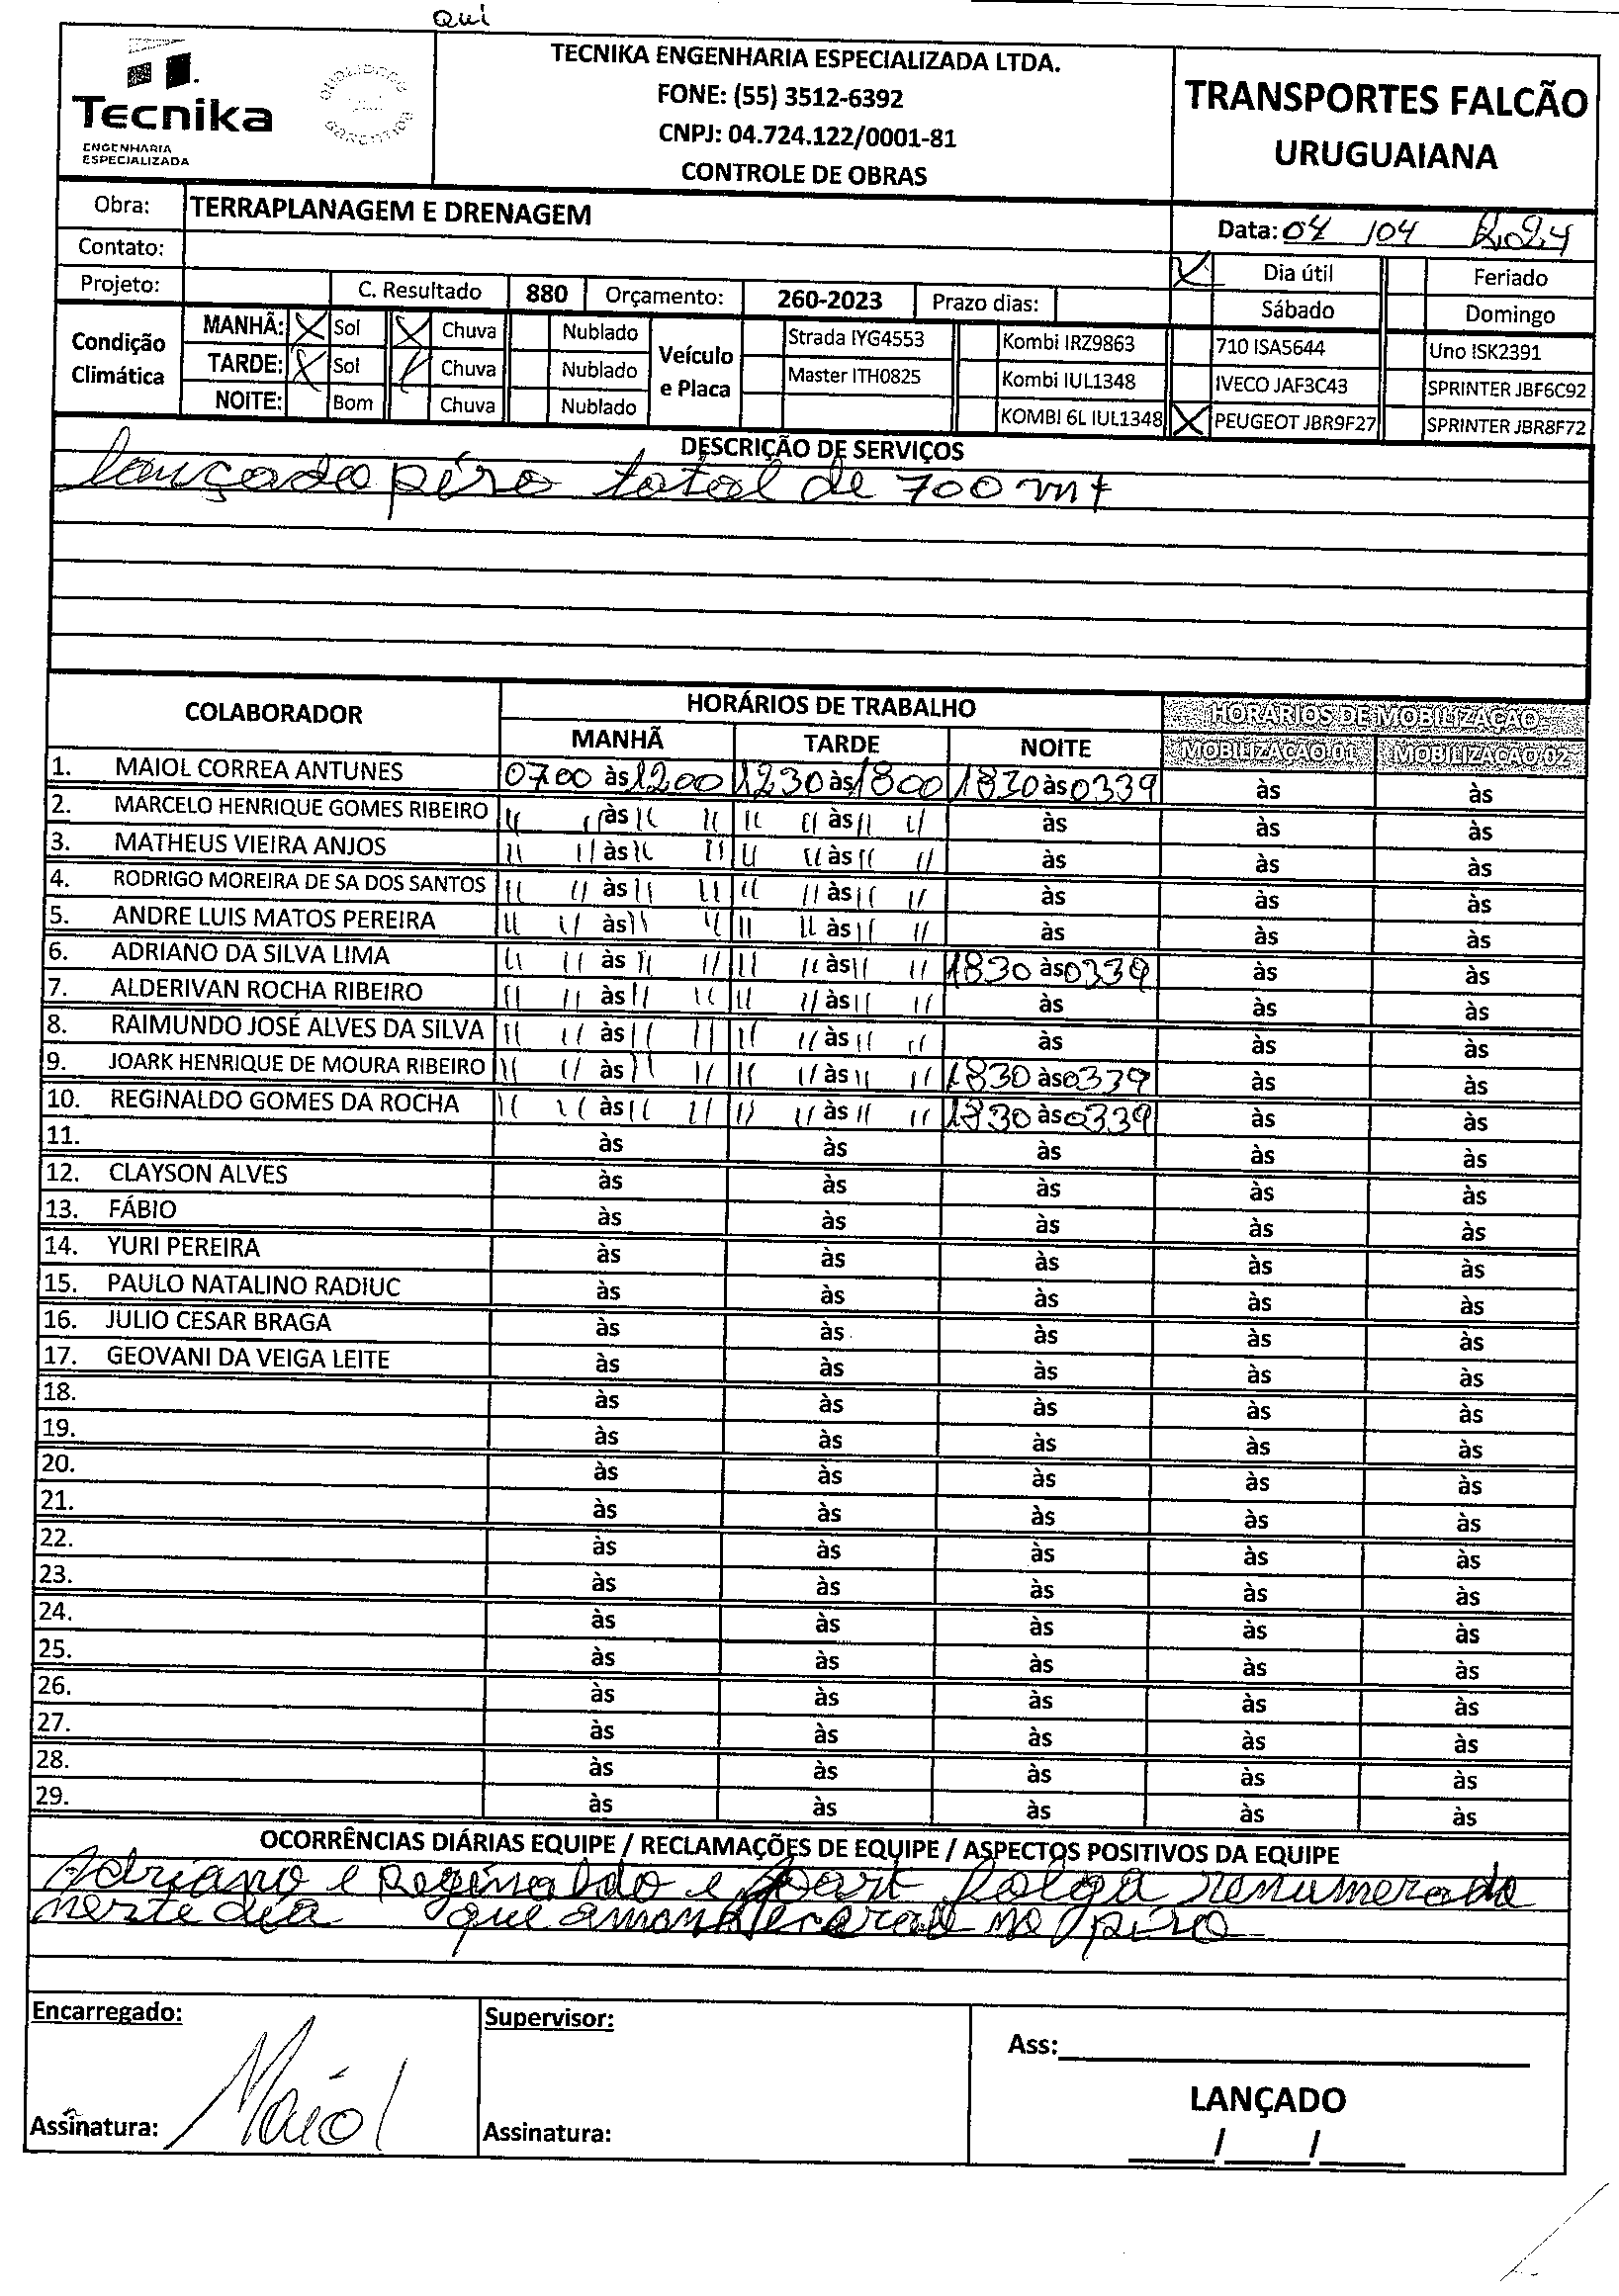 Qui
TECNIKA ENGENHARIA ESPECIALIZADA LTDA.
FONE: (55) 3512-6392
CNPJ: 04.724.122/0001-81
CONTROLE DE OBRAS
Tecnika
ENGENHARIA
ESPECIALIZADA
TRANSPORTES FALCÃO
URUGUAIANA
Obra: TERRAPLANAGEM E DRENAGEM
Data: 04 /04 2024
Contato:
X Dia útil Feriado
Projeto: C. Resultado 880 Orçamento: 260-2023 Prazo dias:
Sábado Domingo
Condição Climática
MANHÃ: X Sol X Chuva Nublado
TARDE: X Sol / Chuva Nublado
NOITE: Bom Chuva Nublado
Veículo e Placa
Strada IYG4553 Kombi IRZ9863 710 ISA5644 Uno ISK2391
Master ITH0825 Kombi IUL1348 IVECO JAF3C43 SPRINTER JBF6C92
KOMBI 6L IUL1348 X PEUGEOT JBR9F27 SPRINTER JBR8F72
DESCRIÇÃO DE SERVIÇOS
lançado piso total de 700 mt
COLABORADOR HORÁRIOS DE TRABALHO HORÁRIOS DE MOBILIZAÇÃO
MANHÃ TARDE NOITE MOBILIZAÇAO 01 MOBILIZAÇAO 02
1. MAIOL CORREA ANTUNES 0700 às 1200 1230 às 1800 1830 às 0339 às às
2. MARCELO HENRIQUE GOMES RIBEIRO " " às " " " " às " " às às às
3. MATHEUS VIEIRA ANJOS " " às " " " " às " " às às às
4. RODRIGO MOREIRA DE SA DOS SANTOS " " às " " " " às " " às às às
5. ANDRE LUIS MATOS PEREIRA " " às " " " " às " " às às às
6. ADRIANO DA SILVA LIMA " " às " " " " às " " 1830 às 0339 às às
7. ALDERIVAN ROCHA RIBEIRO " " às " " " " às " " às às às
8. RAIMUNDO JOSÉ ALVES DA SILVA " " às " " " " às " " às às às
9. JOARK HENRIQUE DE MOURA RIBEIRO " " às " " " " às " " 1830 às 0339 às às
10. REGINALDO GOMES DA ROCHA " " às " " " " às " " 1830 às 0339 às às
11. às às às às às
12. CLAYSON ALVES às às às às às
13. FÁBIO às às às às às
14. YURI PEREIRA às às às às às
15. PAULO NATALINO RADIUC às às às às às
16. JULIO CESAR BRAGA às às às às às
17. GEOVANI DA VEIGA LEITE às às às às às
18. às às às às às
19. às às às às às
20. às às às às às
21. às às às às às
22. às às às às às
23. às às às às às
24. às às às às às
25. às às às às às
26. às às às às às
27. às às às às às
28. às às às às às
29. às às às às às
OCORRÊNCIAS DIÁRIAS EQUIPE / RECLAMAÇÕES DE EQUIPE / ASPECTOS POSITIVOS DA EQUIPE
Adriano e Reginaldo e Joark folga renumerada
neste dia que no piso
Encarregado: Supervisor:
Ass:
Maiol
LANÇADO
Assinatura: Assinatura:
/ /